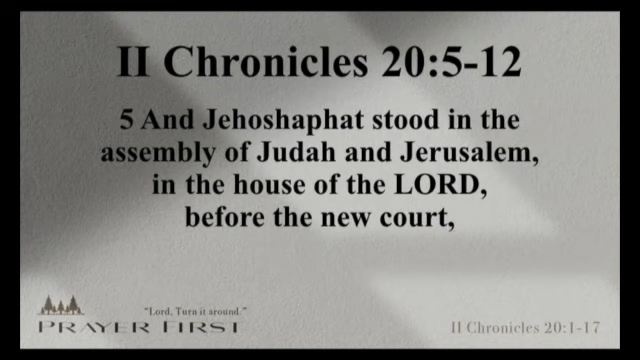 II Chronicles 20:5-12
5 And Jehoshaphat stood in the
assembly of Judah and Jerusalem,
in the house of the LORD,
before the new court,
"Lord, Turn it around."
PRAYER FIRST
II Chronicles 20:1-17